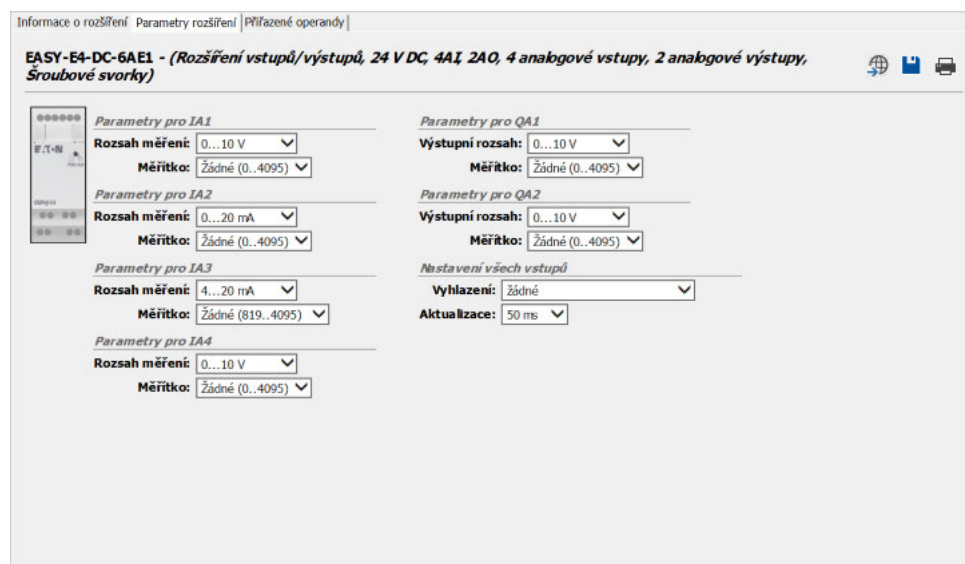 Informace o rozšíření Parametry rozšíření Přiřazené operandy
EASY-E4-DC-6AE1 - (Rozšíření vstupů/výstupů, 24 V DC, 4AI, 2AO, 4 analogové vstupy, 2 analogové výstupy,
Šroubové svorky)
E.T.N
Parametry pro IA1
Rozsah měření: 0...10 V
Měřítko: Žádné (0..4095)
Parametry pro IA2
Rozsah měření: 0...20 mA
Měřítko: Žádné (0..4095)
Parametry pro IA3
Rozsah měření: 4...20 mA
Měřítko: Žádné (819..4095)
Parametry pro IA4
Rozsah měření: 0...10 V
Měřítko: Žádné (0..4095)
Parametry pro QA1
Výstupní rozsah: 0...10 V
Měřítko: Žádné (0..4095)
Parametry pro QA2
Výstupní rozsah: 0...10 V
Měřítko: Žádné (0..4095)
Nastavení všech vstupů
Vyhlazení: žádné
Aktualizace: 50 ms